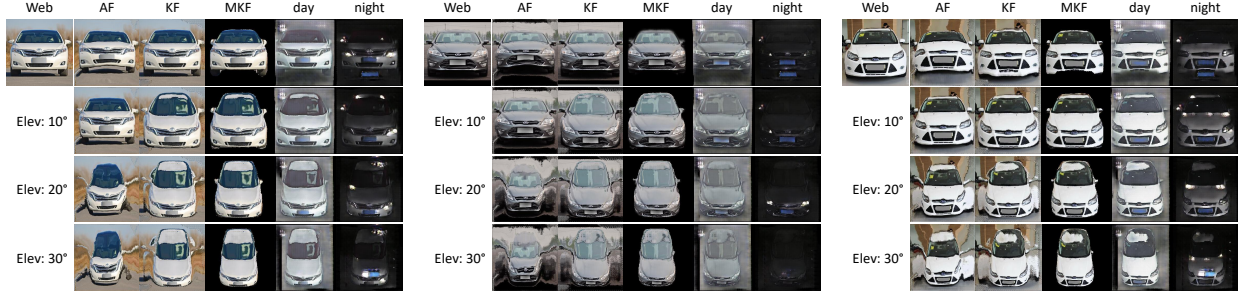 Web AF KF MKF day night Web AF KF MKF day night Web AF KF MKF day night
Elev: 10° Elev: 10° Elev: 10°
Elev: 20° Elev: 20° Elev: 20°
Elev: 30° Elev: 30° Elev: 30°